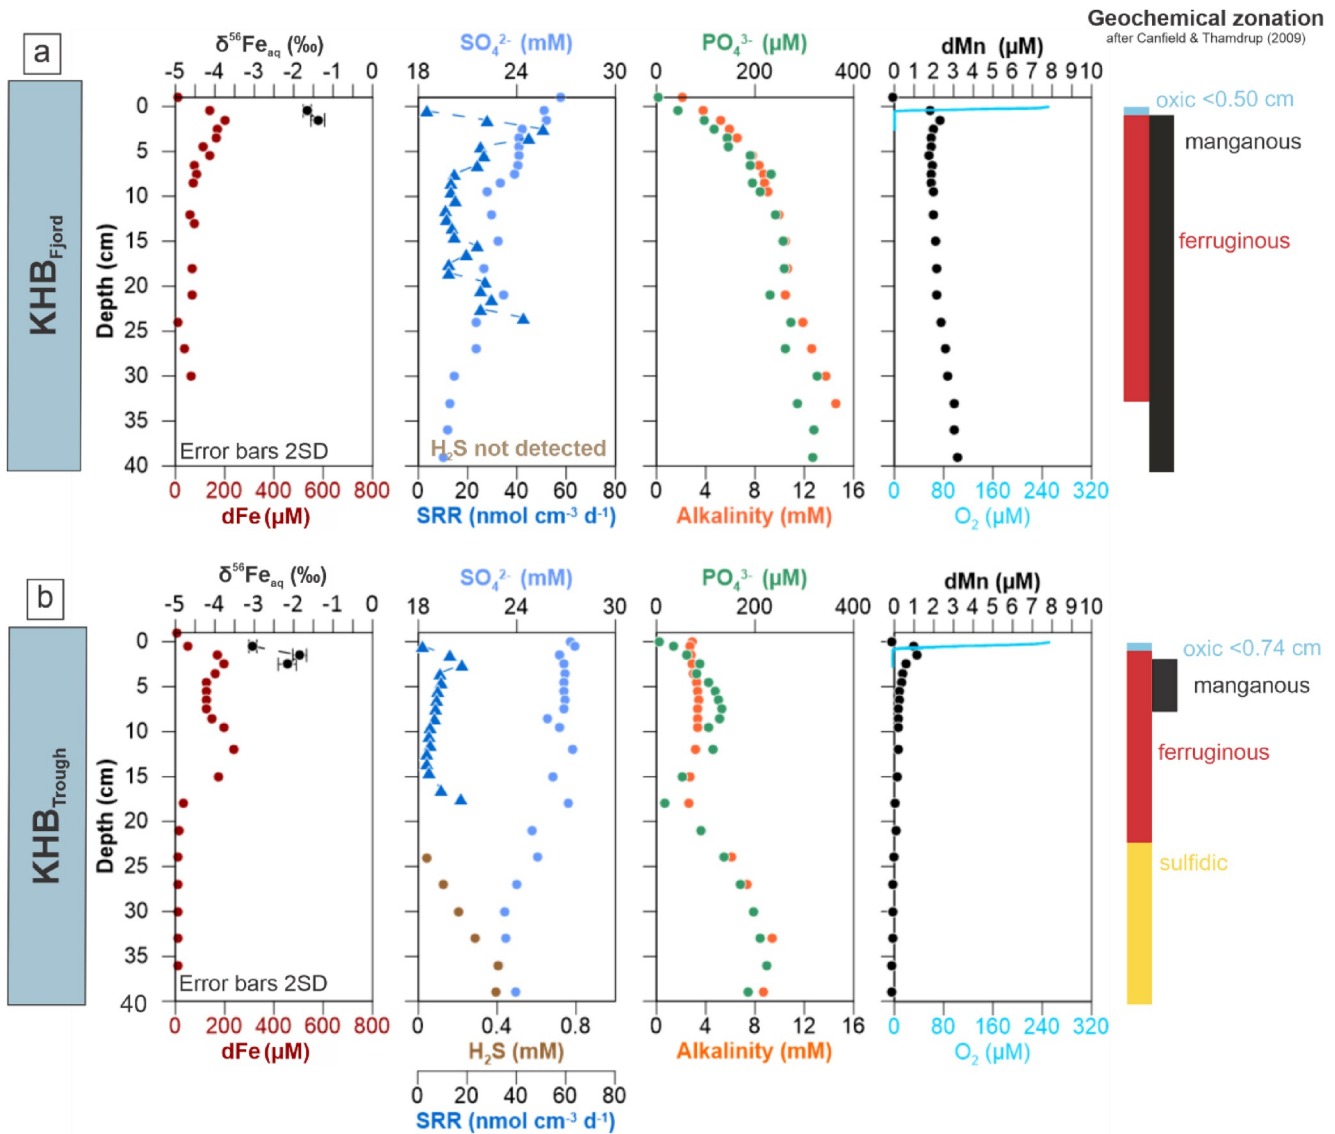 Geochemical zonation
after Canfield & Thamdrup (2009)
a
δ⁵⁶Feaq (‰)
SO₄²⁻ (mM)
PO₄³⁻ (µM)
dMn (µM)
-5 -4 -3 -2 -1 0
18 24 30
0 200 400
0 1 2 3 4 5 6 7 8 9 10
KHBFjord
Depth (cm)
0
5
10
15
20
25
30
35
40
oxic <0.50 cm
manganous
ferruginous
Error bars 2SD
H₂S not detected
0 200 400 600 800
0 20 40 60 80
0 4 8 12 16
0 80 160 240 320
dFe (µM)
SRR (nmol cm⁻³ d⁻¹)
Alkalinity (mM)
O₂ (µM)
b
δ⁵⁶Feaq (‰)
SO₄²⁻ (mM)
PO₄³⁻ (µM)
dMn (µM)
-5 -4 -3 -2 -1 0
18 24 30
0 200 400
0 1 2 3 4 5 6 7 8 9 10
KHBTrough
Depth (cm)
0
5
10
15
20
25
30
35
40
oxic <0.74 cm
manganous
ferruginous
sulfidic
Error bars 2SD
0 200 400 600 800
0 0.4 0.8
0 4 8 12 16
0 80 160 240 320
dFe (µM)
H₂S (mM)
Alkalinity (mM)
O₂ (µM)
0 20 40 60 80
SRR (nmol cm⁻³ d⁻¹)